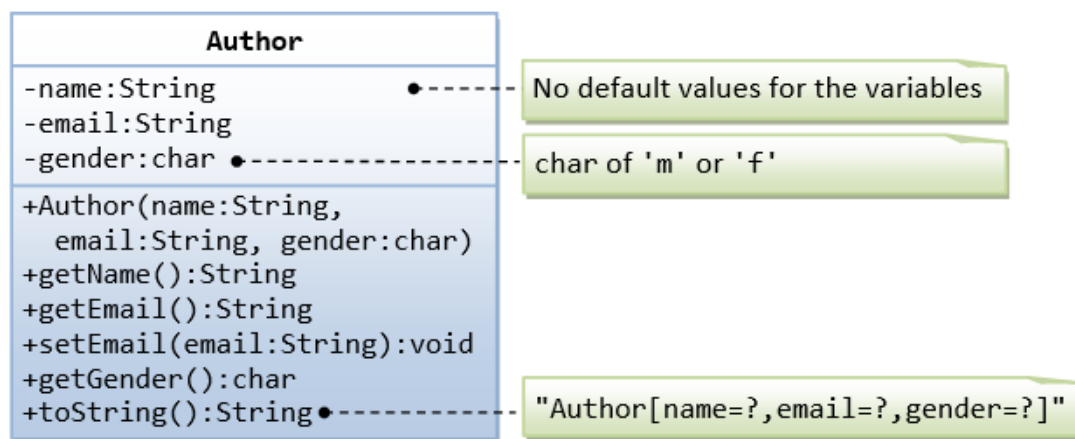 Author
-name:String
No default values for the variables
-email:String
-gender:char
char of 'm' or 'f'
+Author(name:String,
email:String, gender:char)
+getName():String
+getEmail():String
+setEmail(email:String):void
+getGender():char
+toString():String
"Author[name=?,email=?,gender=?]"